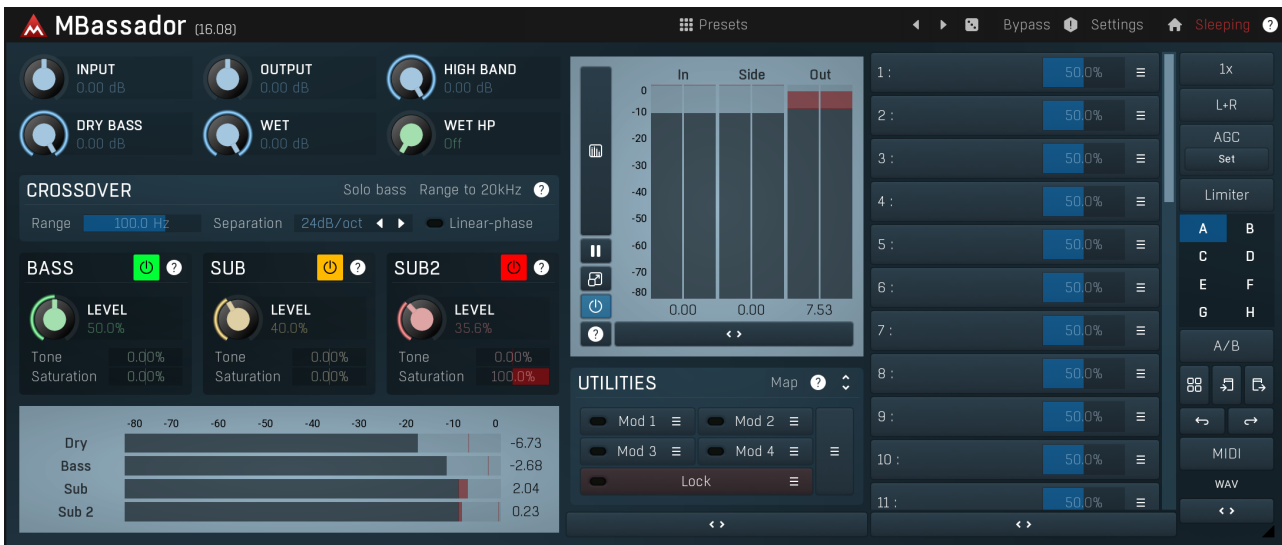 MBassador (16.08) Presets Bypass Settings Sleeping ?
INPUT
0.00 dB
OUTPUT
0.00 dB
HIGH BAND
0.00 dB
DRY BASS
0.00 dB
WET
0.00 dB
WET HP
Off
CROSSOVER Solo bass Range to 20kHz ?
Range 100.0 Hz Separation 24dB/oct Linear-phase
BASS ?
LEVEL
50.0%
Tone 0.00%
Saturation 0.00%
SUB ?
LEVEL
40.0%
Tone 0.00%
Saturation 0.00%
SUB2 ?
LEVEL
35.6%
Tone 0.00%
Saturation 100.0%
-80 -70 -60 -50 -40 -30 -20 -10 0
Dry -6.73
Bass -2.68
Sub 2.04
Sub 2 0.23
In Side Out
0
-10
-20
-30
-40
-50
-60
-70
-80
0.00 0.00 7.53
?
UTILITIES Map ?
Mod 1 Mod 2
Mod 3 Mod 4
Lock
1 : 50.0%
2 : 50.0%
3 : 50.0%
4 : 50.0%
5 : 50.0%
6 : 50.0%
7 : 50.0%
8 : 50.0%
9 : 50.0%
10 : 50.0%
11 : 50.0%
1x
L+R
AGC
Set
Limiter
A B
C D
E F
G H
A/B
MIDI
WAV